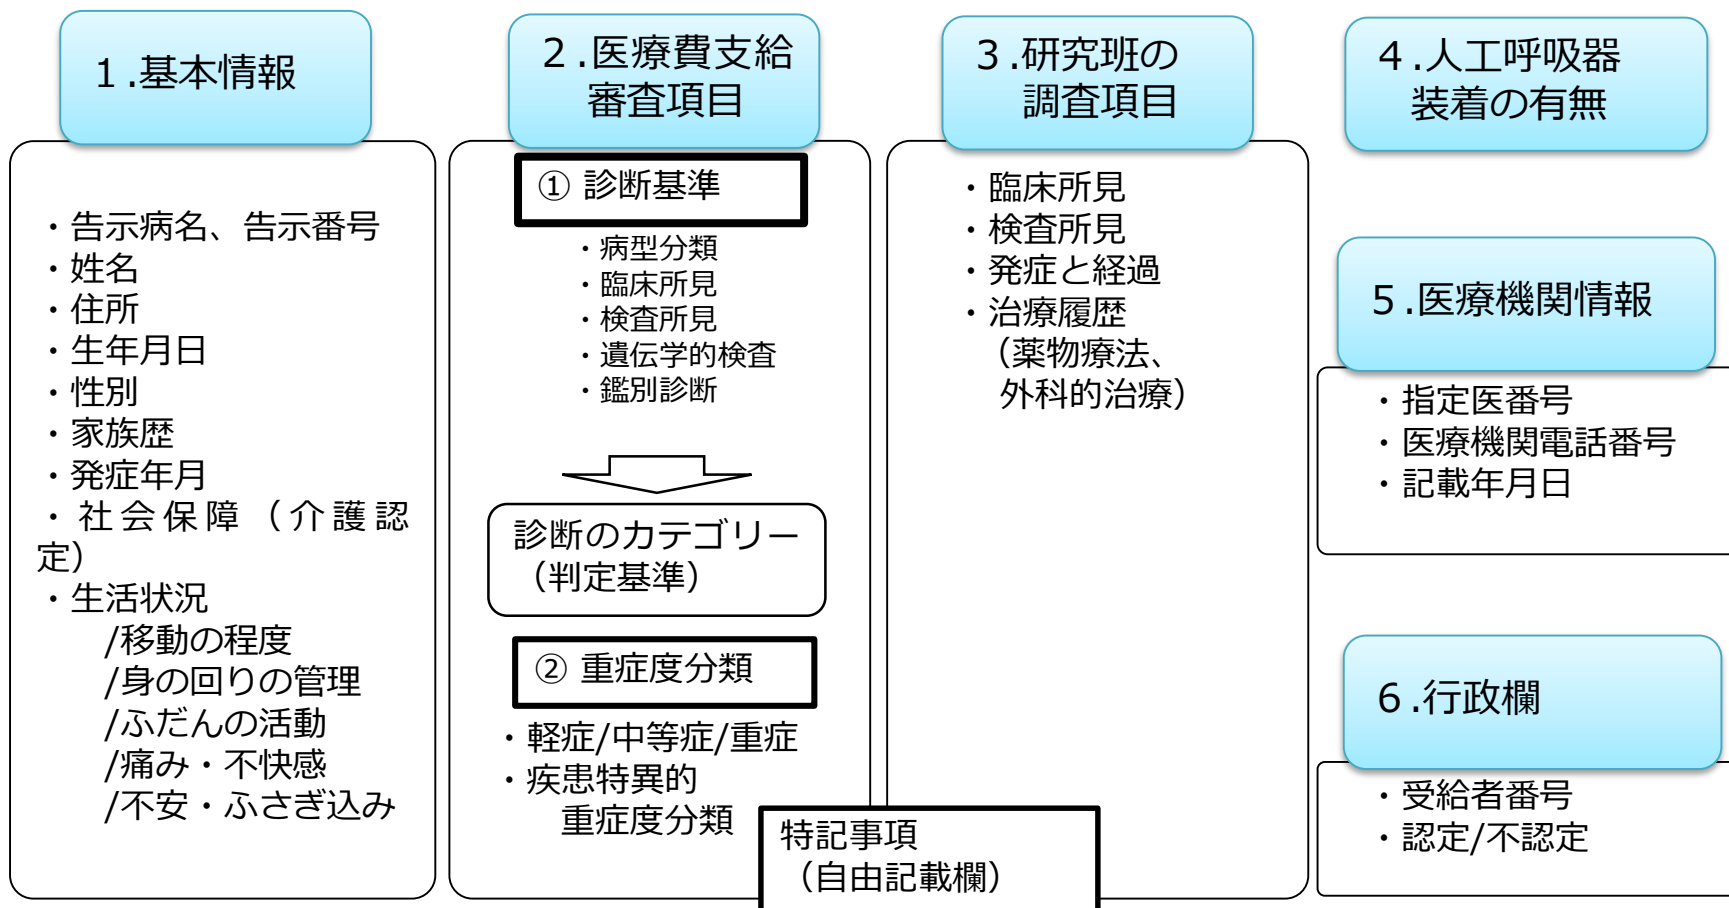 １.基本情報
・告示病名、告示番号
・姓名
・住所
・生年月日
・性別
・家族歴
・発症年月
・社会保障（介護認
定）
・生活状況
/移動の程度
/身の回りの管理
/ふだんの活動
/痛み・不快感
/不安・ふさぎ込み
２.医療費支給
審査項目
① 診断基準
・病型分類
・臨床所見
・検査所見
・遺伝学的検査
・鑑別診断
診断のカテゴリー
（判定基準）
② 重症度分類
・軽症/中等症/重症
・疾患特異的
重症度分類
特記事項
（自由記載欄）
３.研究班の
調査項目
・臨床所見
・検査所見
・発症と経過
・治療履歴
（薬物療法、
外科的治療）
４.人工呼吸器
装着の有無
５.医療機関情報
・指定医番号
・医療機関電話番号
・記載年月日
６.行政欄
・受給者番号
・認定/不認定